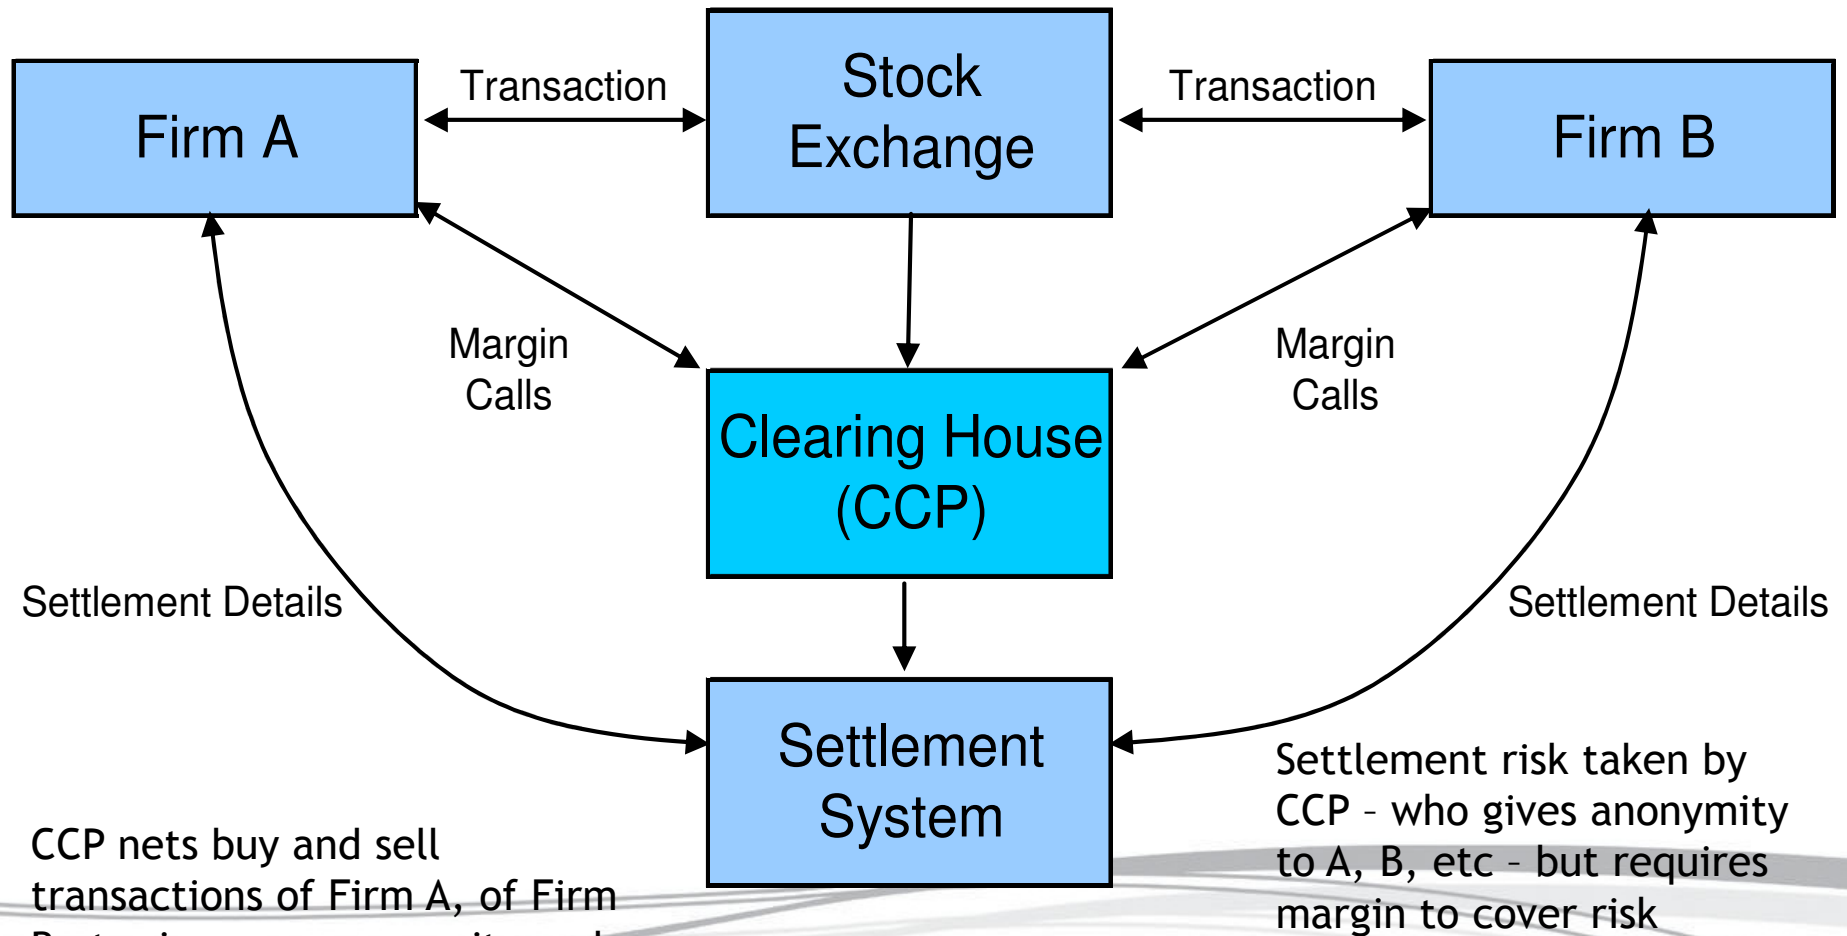 Transaction
Stock
Exchange
Transaction
Firm A
Firm B
Margin
Calls
Margin
Calls
Clearing House
(CCP)
Settlement Details
Settlement Details
Settlement
System
Settlement risk taken by
CCP – who gives anonymity
to A, B, etc – but requires
margin to cover risk
CCP nets buy and sell
transactions of Firm A, of Firm